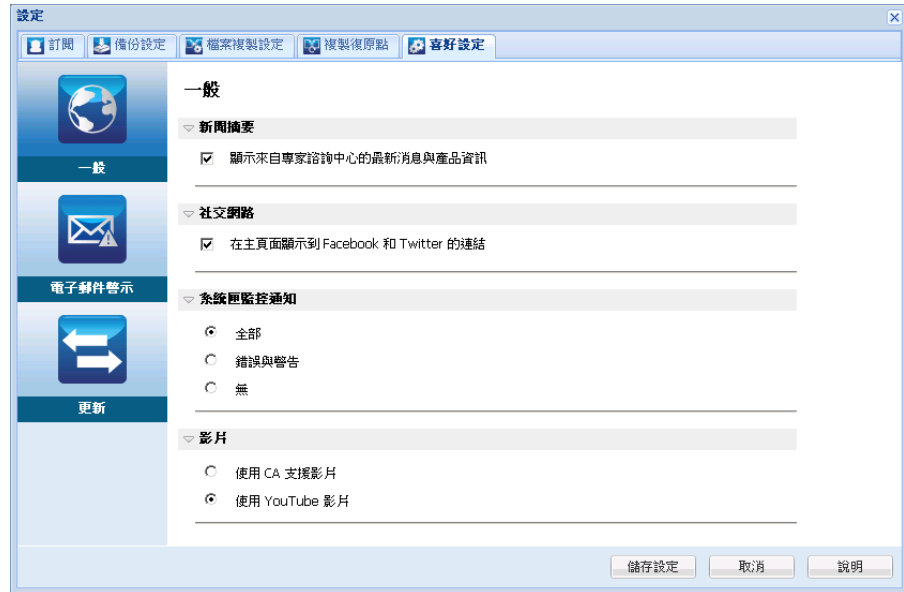 設定
訂閱 備份設定 檔案複製設定 複製復原點 喜好設定
一般
電子郵件警示
更新
一般
新聞摘要
顯示來自專家諮詢中心的最新消息與產品資訊
社交網路
在主頁面顯示到 Facebook 和 Twitter 的連結
系統匣監控通知
全部
錯誤與警告
無
影片
使用 CA 支援影片
使用 YouTube 影片
儲存設定 取消 說明